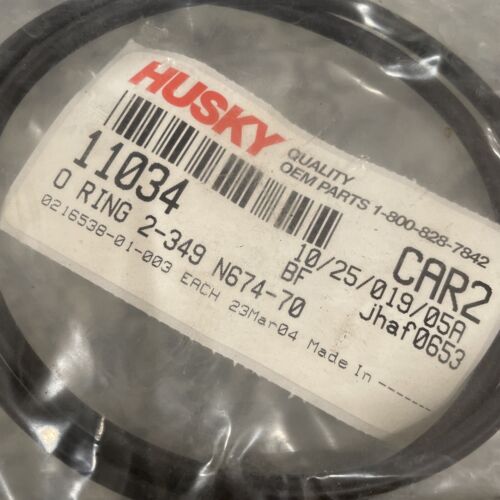 HUSKY
QUALITY
OEM PARTS 1-800-828-7842
11034
O RING 2-349 N674-70
0216538-01-003 EACH 23Mar04 Made In -------
10/25/019/05A
BF
CAR2
jhaf0653